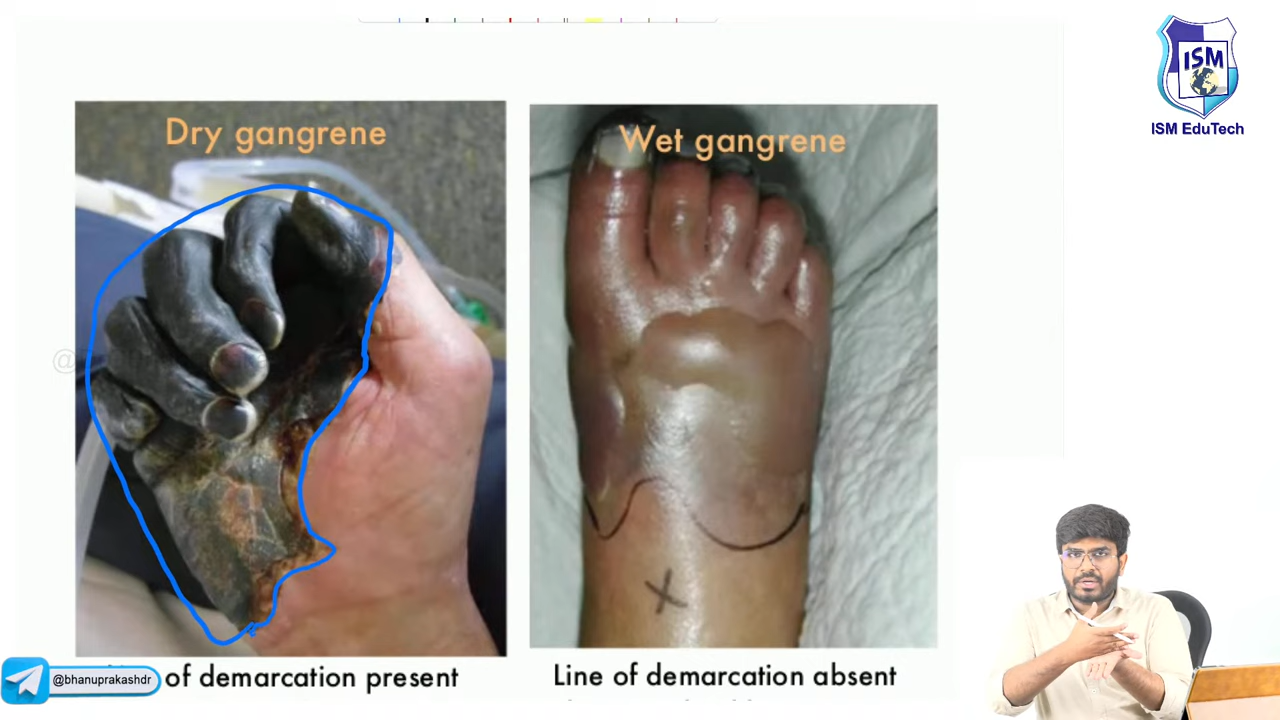 ISM
ISM EduTech
Dry gangrene
Wet gangrene
X
of demarcation present
Line of demarcation absent
@bhanuprakashdr